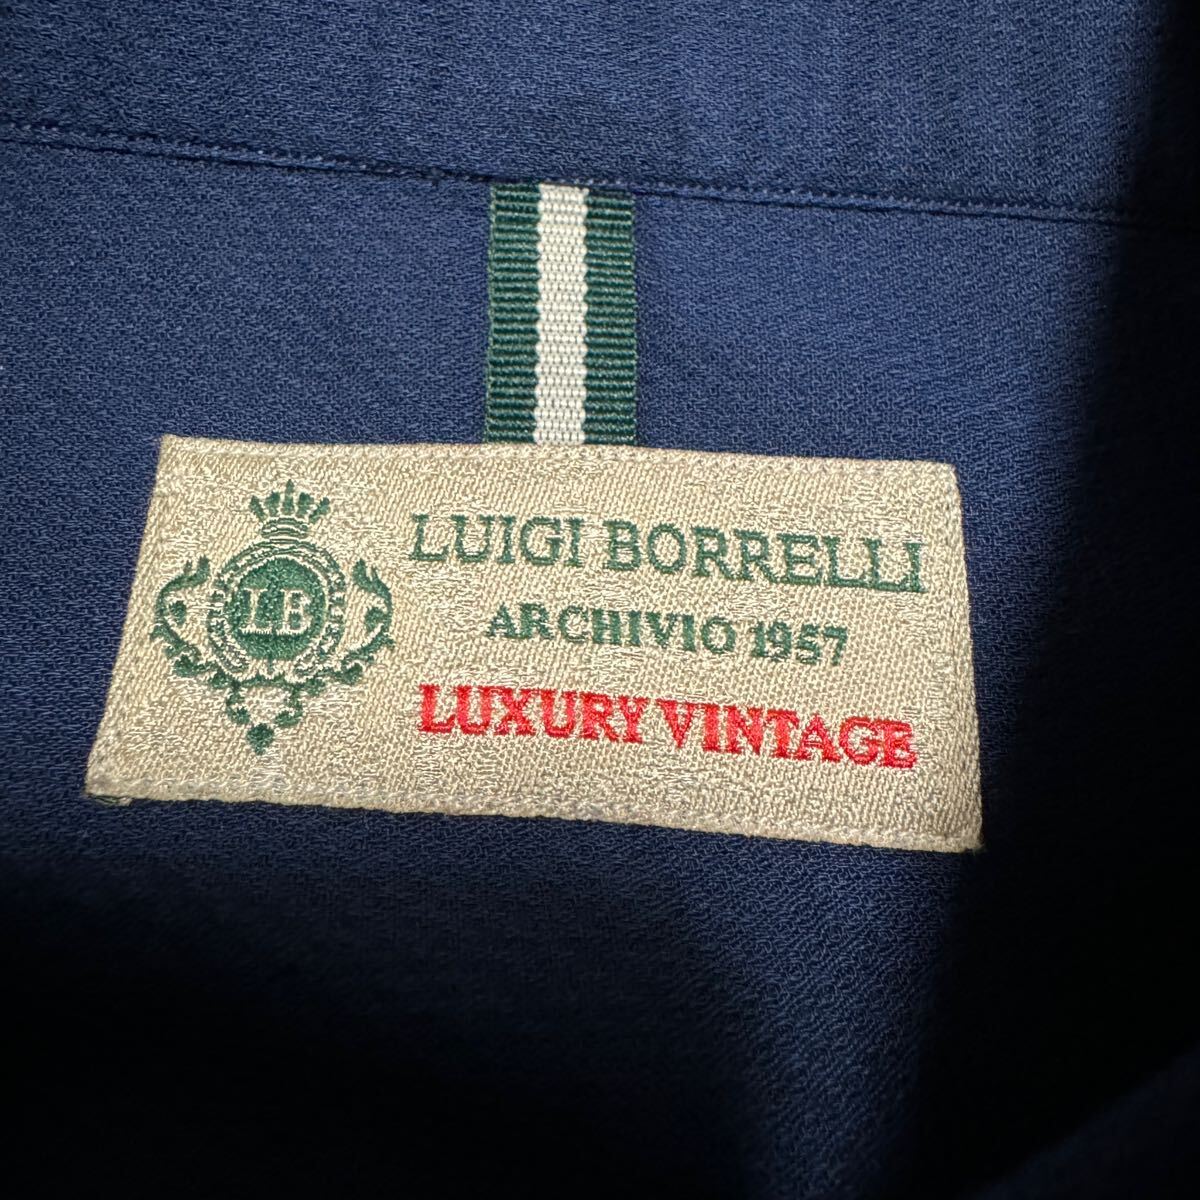 LB
LUIGI BORRELLI
ARCHIVIO 1957
LUXURY VINTAGE